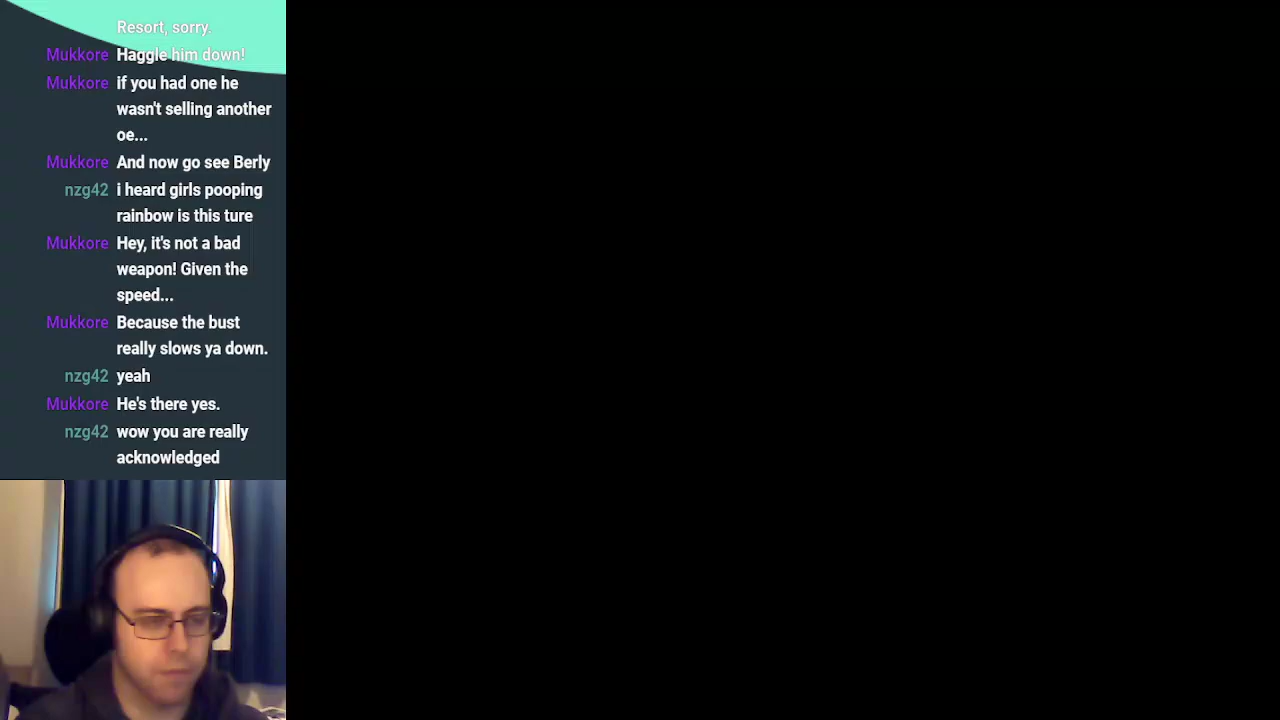 Resort, sorry.
Mukkore Haggle him down!
Mukkore if you had one he
wasn't selling another
oe...
Mukkore And now go see Berly
nzg42 i heard girls pooping
rainbow is this ture
Mukkore Hey, it's not a bad
weapon! Given the
speed...
Mukkore Because the bust
really slows ya down.
nzg42 yeah
Mukkore He's there yes.
nzg42 wow you are really
acknowledged